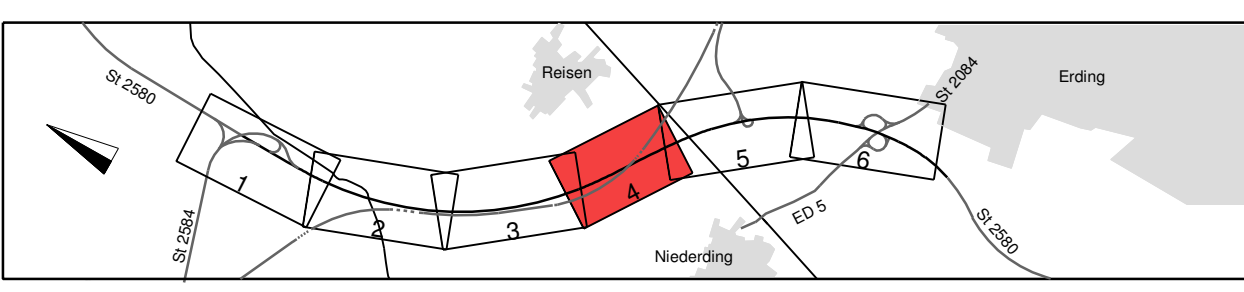 St 2580
Reisen
St 2084
Erding
1
2
3
4
5
6
St 2584
ED 5
Niederding
St 2580